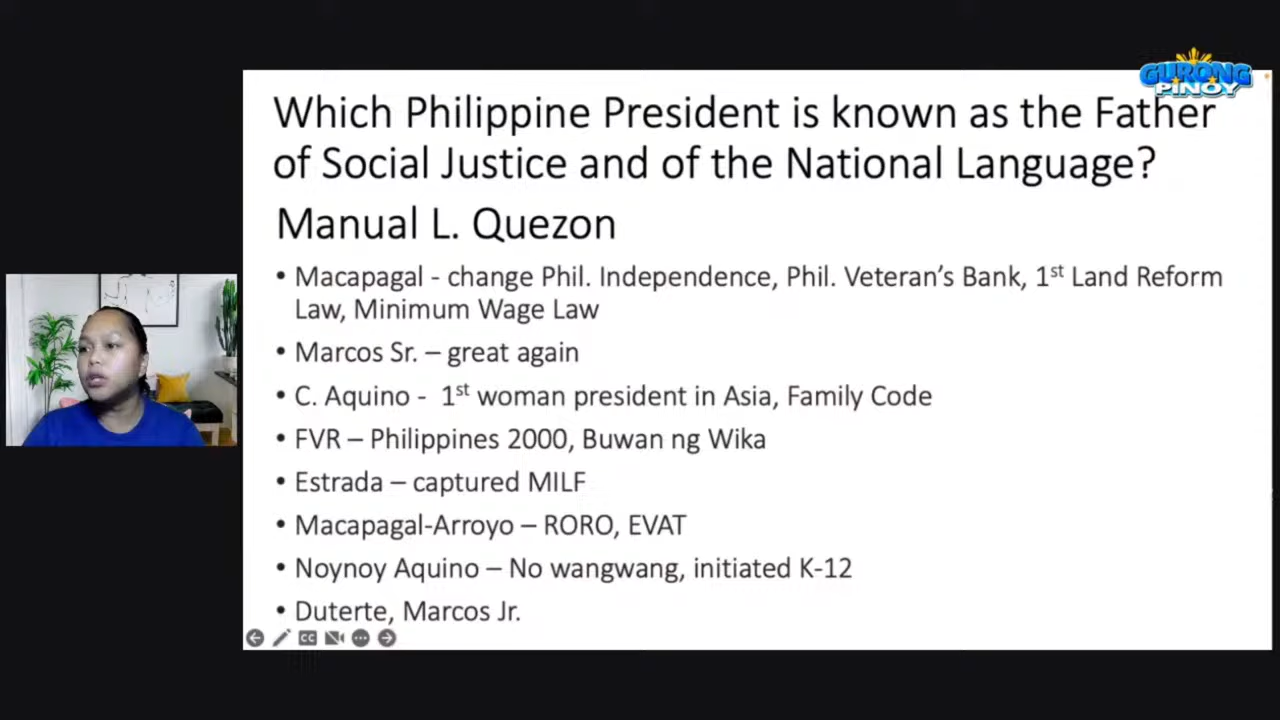 GURONG
PINOY
Which Philippine President is known as the Father
of Social Justice and of the National Language?
Manual L. Quezon
• Macapagal - change Phil. Independence, Phil. Veteran's Bank, 1st Land Reform
Law, Minimum Wage Law
• Marcos Sr. – great again
• C. Aquino - 1st woman president in Asia, Family Code
• FVR – Philippines 2000, Buwan ng Wika
• Estrada – captured MILF
• Macapagal-Arroyo – RORO, EVAT
• Noynoy Aquino – No wangwang, initiated K-12
• Duterte, Marcos Jr.
CC